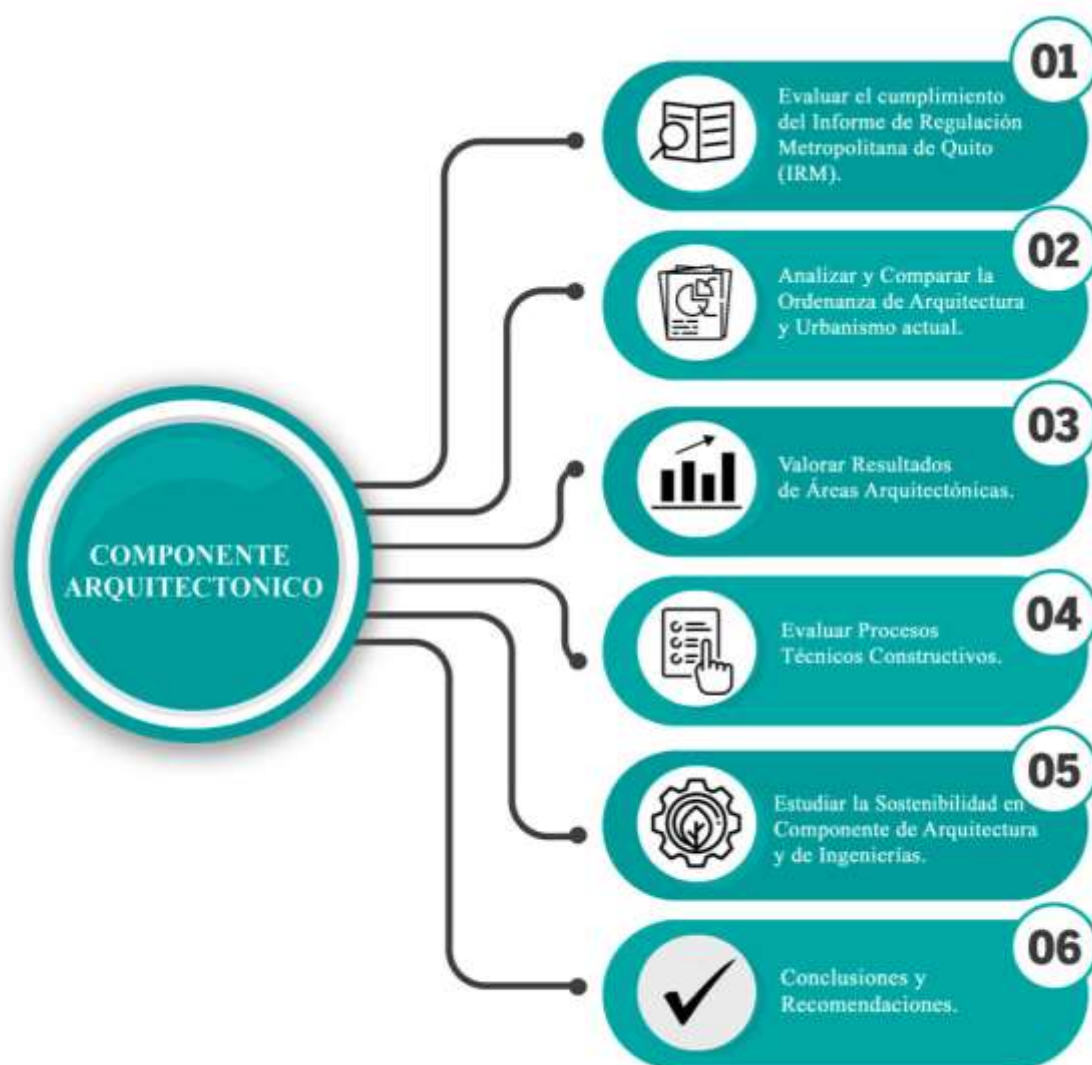 COMPONENTE
ARQUITECTONICO
01
Evaluar el cumplimiento
del Informe de Regulación
Metropolitana de Quito
(IRM).
02
Analizar y Comparar la
Ordenanza de Arquitectura
y Urbanismo actual.
03
Valorar Resultados
de Áreas Arquitectónicas.
04
Evaluar Procesos
Técnicos Constructivos.
05
Estudiar la Sostenibilidad en
Componente de Arquitectura
y de Ingenierías.
06
Conclusiones y
Recomendaciones.